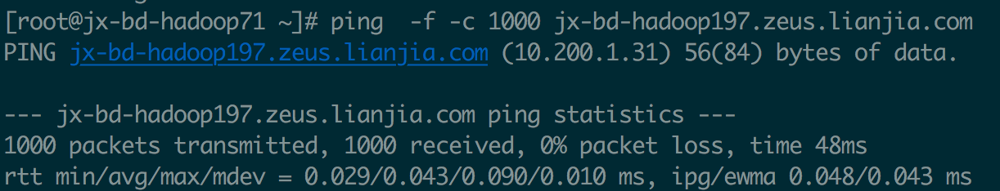 [root@jx-bd-hadoop71 ~]# ping  -f -c 1000 jx-bd-hadoop197.zeus.lianjia.com
PING jx-bd-hadoop197.zeus.lianjia.com (10.200.1.31) 56(84) bytes of data.
--- jx-bd-hadoop197.zeus.lianjia.com ping statistics ---
1000 packets transmitted, 1000 received, 0% packet loss, time 48ms
rtt min/avg/max/mdev = 0.029/0.043/0.090/0.010 ms, ipg/ewma 0.048/0.043 ms